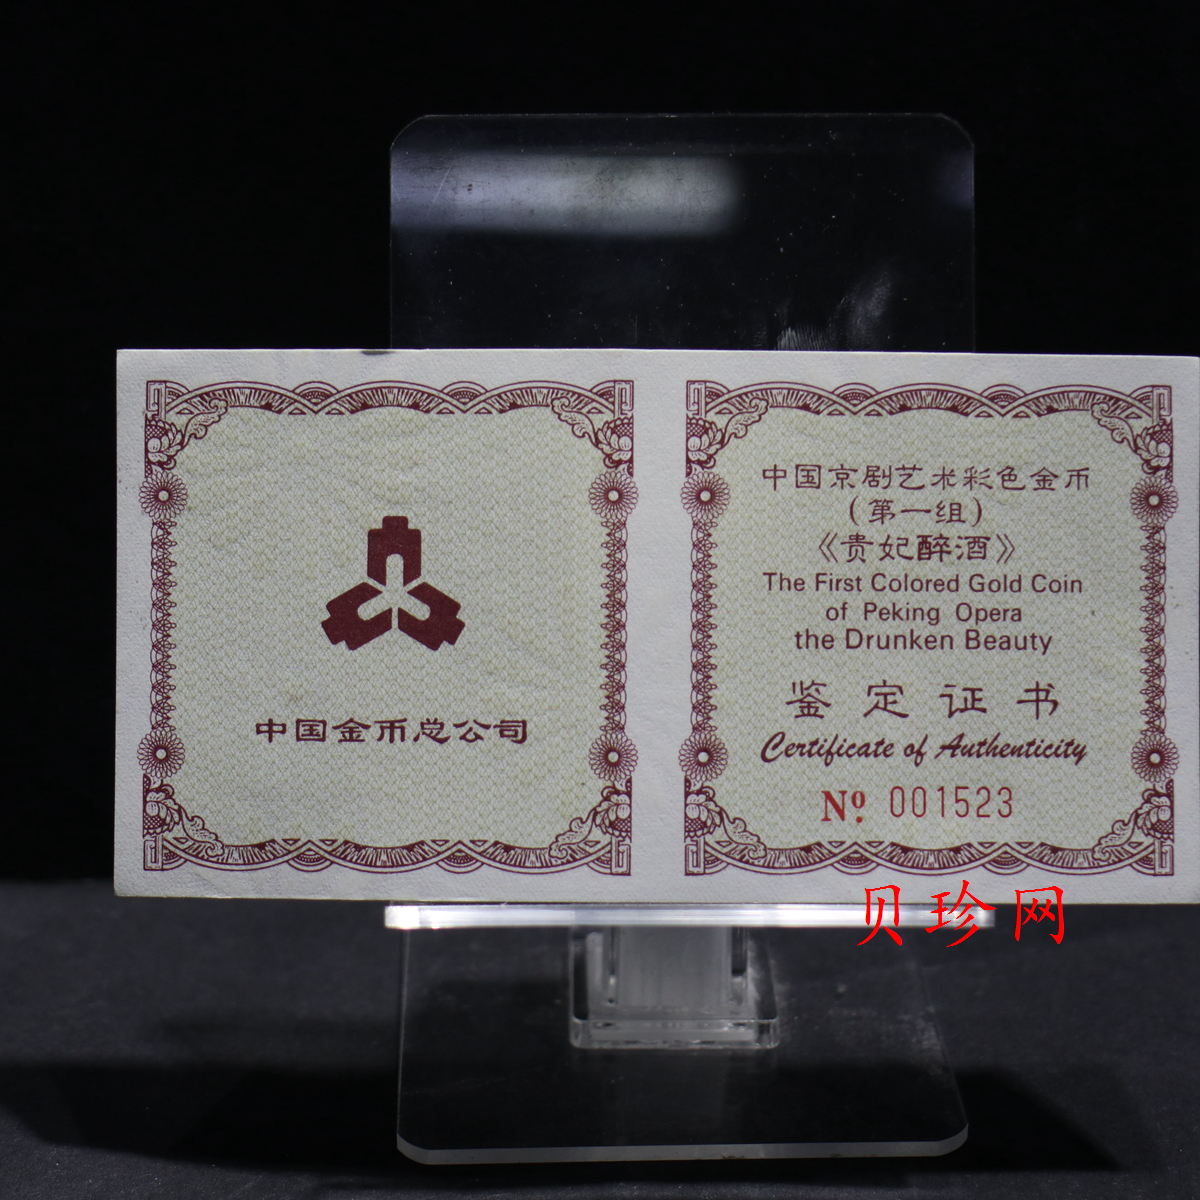 中国金币总公司
中国京剧艺术彩色金币
（第一组）
《贵妃醉酒》
The First Colored Gold Coin
of Peking Opera
the Drunken Beauty
鉴定证书
Certificate of Authenticity
Nº. 001523
贝珍网